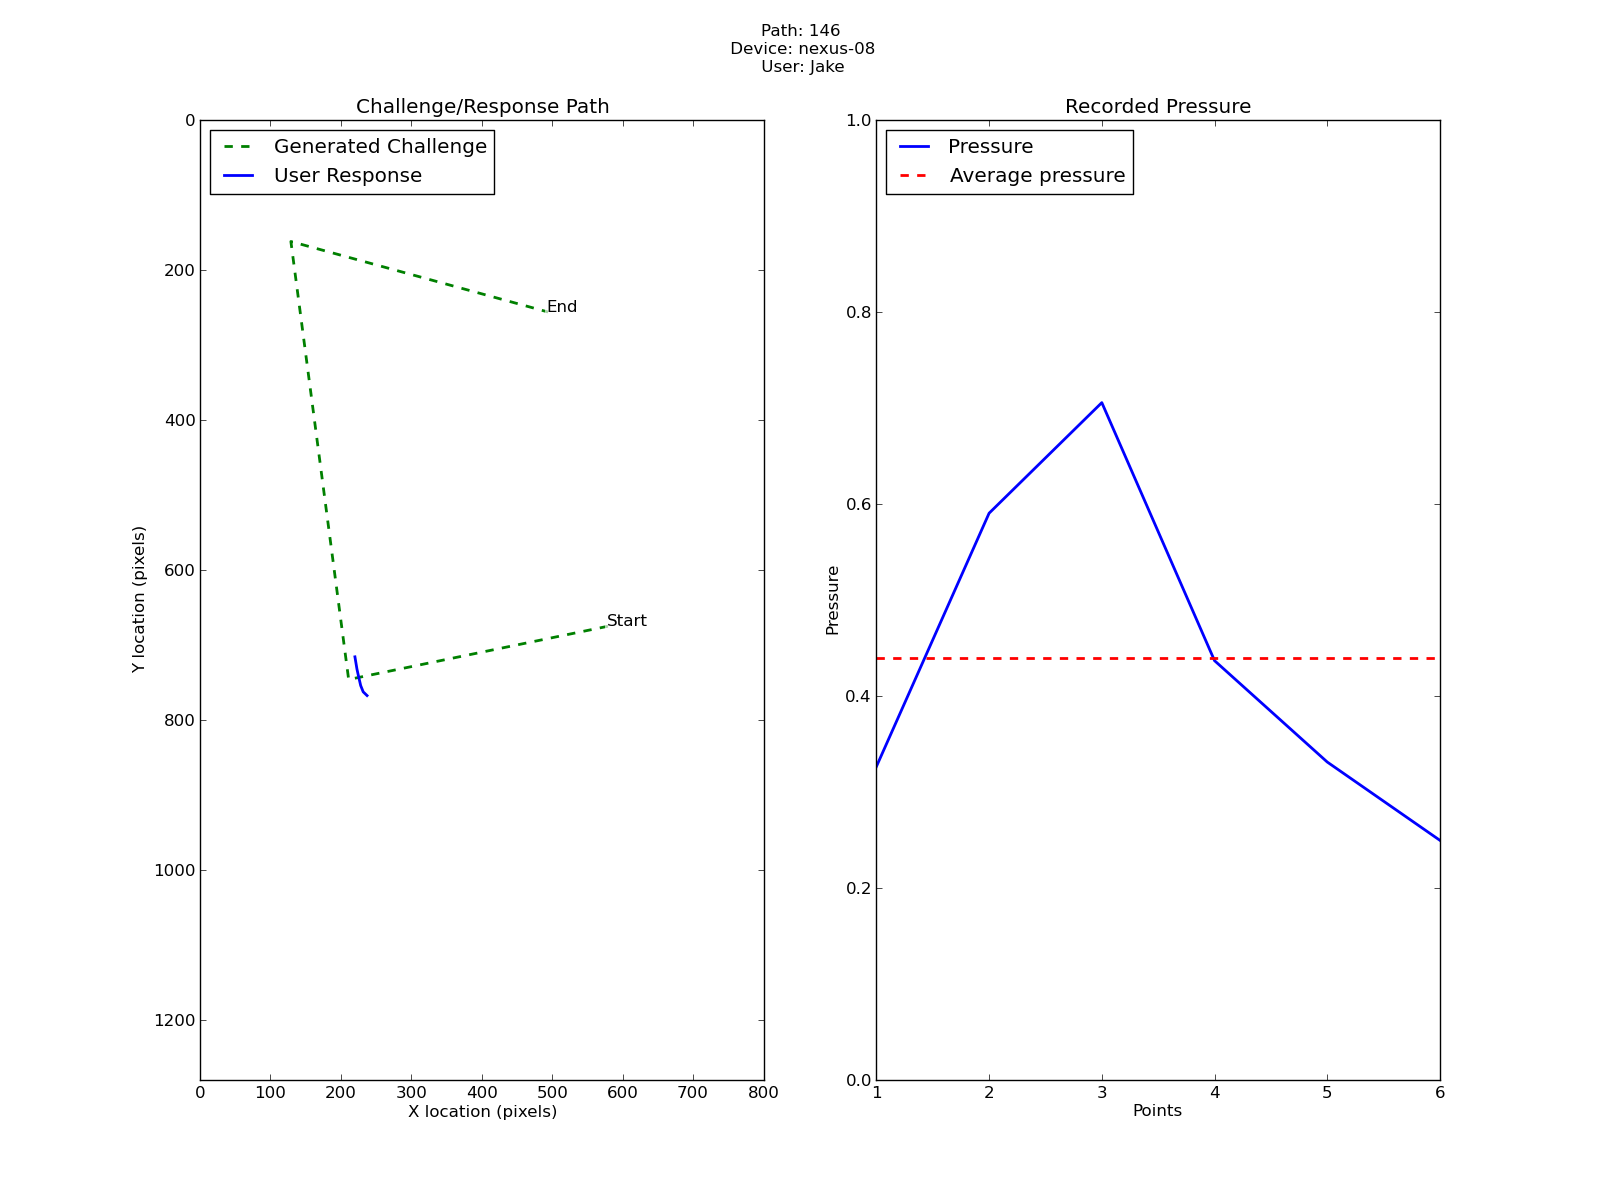 Path: 146
Device: nexus-08
User: Jake
Challenge/Response Path
Generated Challenge
User Response
End
Start
0
200
400
600
800
1000
1200
Y location (pixels)
0 100 200 300 400 500 600 700 800
X location (pixels)
Recorded Pressure
Pressure
Average pressure
1.0
0.8
0.6
0.4
0.2
0.0
Pressure
1 2 3 4 5 6
Points